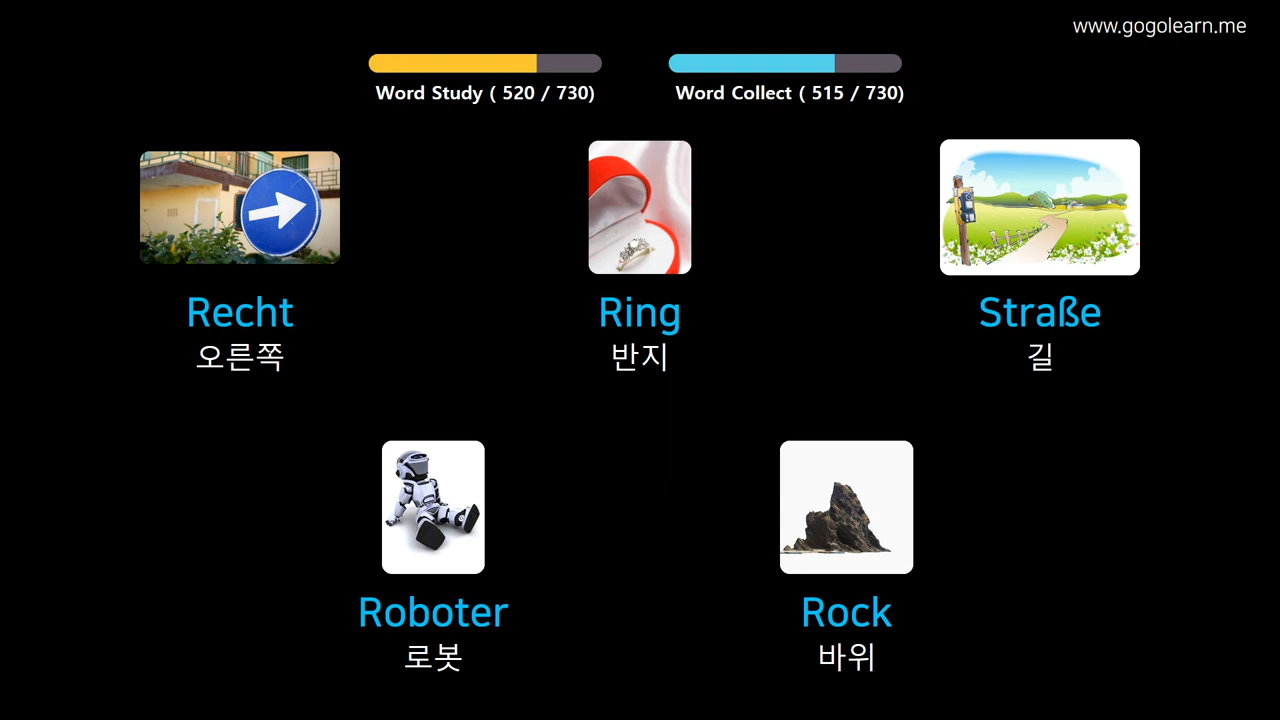 www.gogolearn.me
Word Study ( 520 / 730)
Word Collect ( 515 / 730)
Recht
오른쪽
Ring
반지
Straße
길
Roboter
로봇
Rock
바위